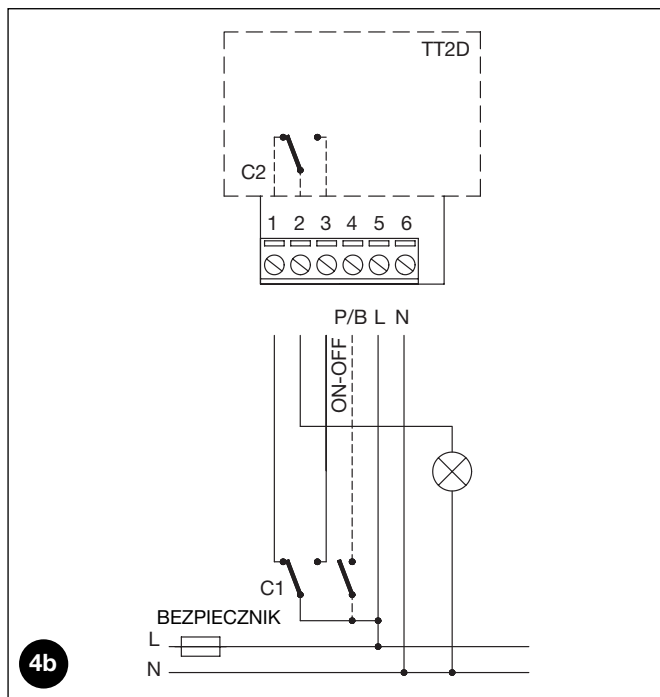 TT2D
C2
1 2 3 4 5 6
P/B L N
ON-OFF
C1
BEZPIECZNIK
L
N
4b